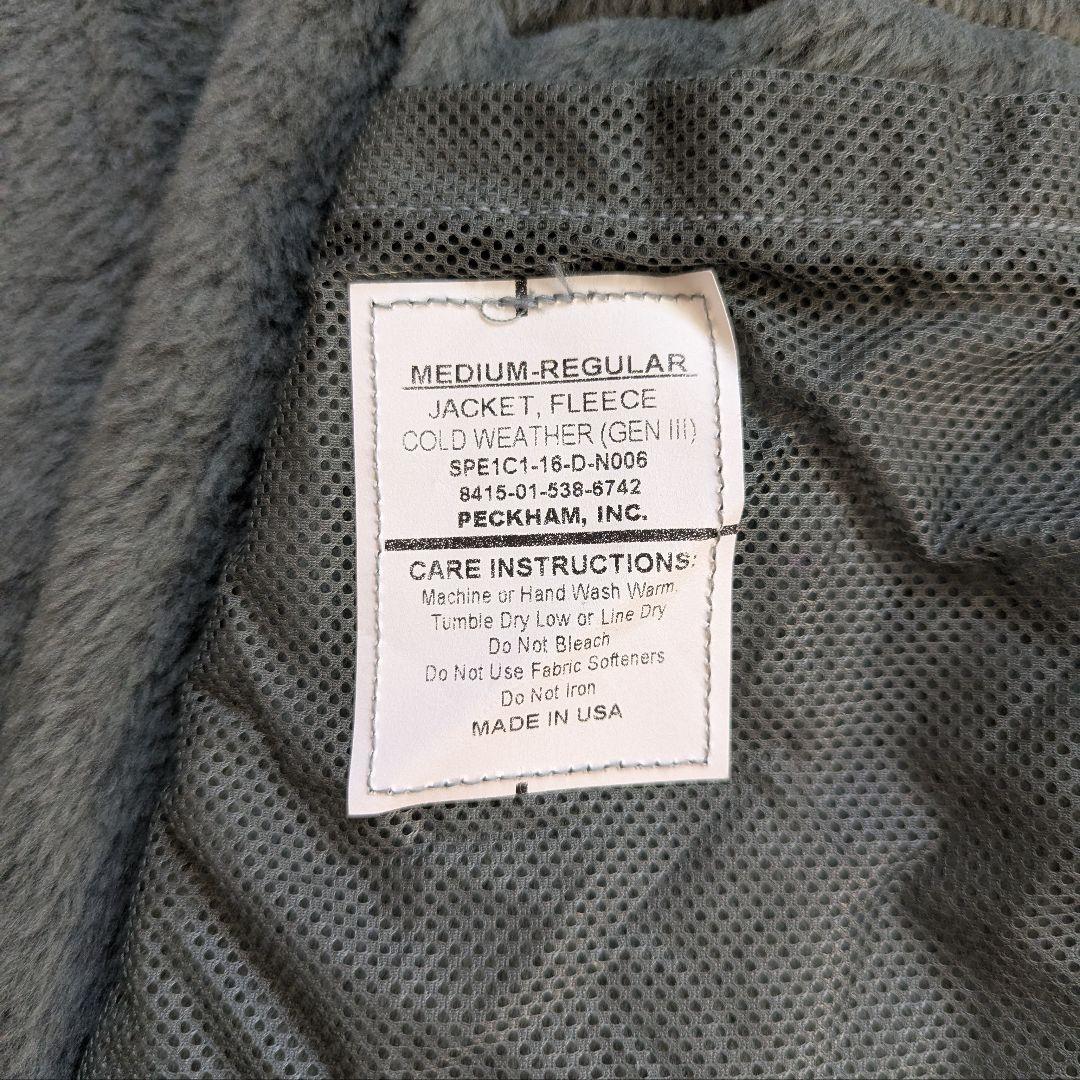 MEDIUM-REGULAR
JACKET, FLEECE
COLD WEATHER (GEN III)
SPE1C1-16-D-N006
8415-01-538-6742
PECKHAM, INC.
CARE INSTRUCTIONS:
Machine or Hand Wash Warm,
Tumble Dry Low or Line Dry
Do Not Bleach
Do Not Use Fabric Softeners
Do Not Iron
MADE IN USA